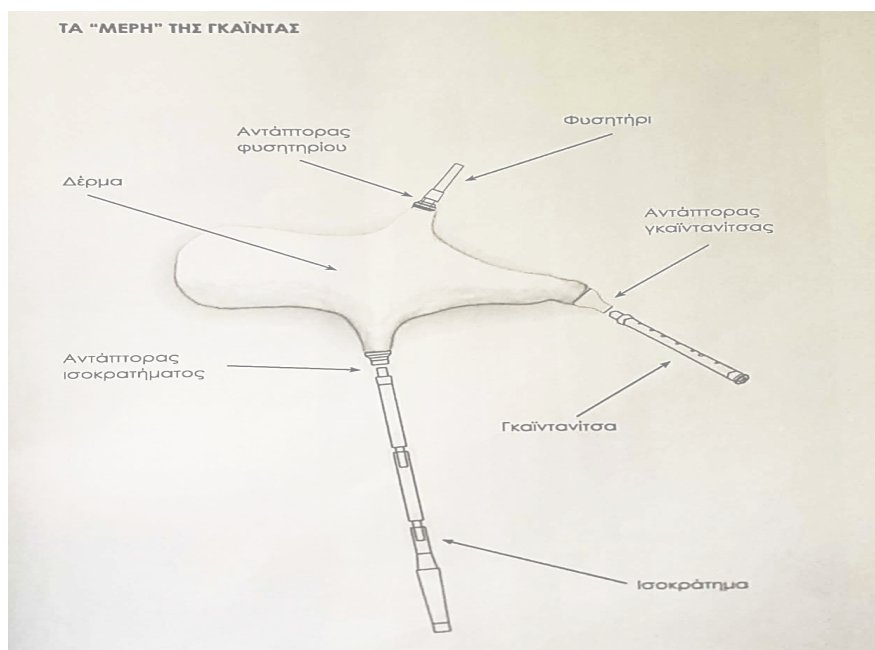 ΤΑ “ΜΕΡΗ” ΤΗΣ ΓΚΑΪΝΤΑΣ
Αντάπτορας
φυσητηρίου
Φυσητήρι
Δέρμα
Αντάπτορας
γκαϊντανίτσας
Αντάπτορας
ισοκρατήματος
Γκαϊντανίτσα
Ισοκράτημα